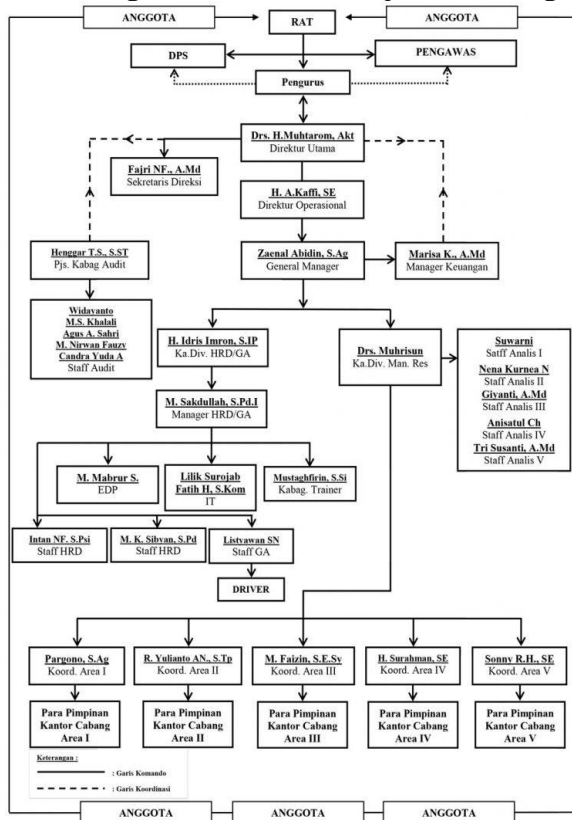 ANGGOTA
RAT
ANGGOTA
DPS
PENGAWAS
Pengurus
Drs. H.Muhtarom, Akt
Direktur Utama
Fajri NF., A.Md
Sekretaris Direksi
H. A.Kaffi, SE
Direktur Operasional
Henggar T.S., S.ST
Pjs. Kabag Audit
Zaenal Abidin, S.Ag
General Manager
Marisa K., A.Md
Manager Keuangan
Widayanto
M.S. Khalali
Agus A. Sahri
M. Nirwan Fauzy
Candra Yuda A
Staff Audit
H. Idris Imron, S.IP
Ka.Div. HRD/GA
Drs. Muhrisun
Ka.Div. Man. Res
Suwarni
Satff Analis I
Nena Kurnea N
Staff Analis II
Giyanti, A.Md
Staff Analis III
Anisatul Ch
Staff Analis IV
Tri Susanti, A.Md
Staff Analis V
M. Sakdullah, S.Pd.I
Manager HRD/GA
M. Mabrur S.
EDP
Lilik Surojab
Fatih H, S.Kom
IT
Mustaghfirin, S.Si
Kabag. Trainer
Intan NF. S.Psi
Staff HRD
M. K. Sibyan, S.Pd
Staff HRD
Listyawan SN
Staff GA
DRIVER
Pargono, S.Ag
Koord. Area I
R. Yulianto AN., S.Tp
Koord. Area II
M. Faizin, S.E.Sy
Koord. Area III
H. Surahman, SE
Koord. Area IV
Sonny R.H., SE
Koord. Area V
Para Pimpinan
Kantor Cabang
Area I
Para Pimpinan
Kantor Cabang
Area II
Para Pimpinan
Kantor Cabang
Area III
Para Pimpinan
Kantor Cabang
Area IV
Para Pimpinan
Kantor Cabang
Area V
Keterangan :
: Garis Komando
: Garis Koordinasi
ANGGOTA
ANGGOTA
ANGGOTA